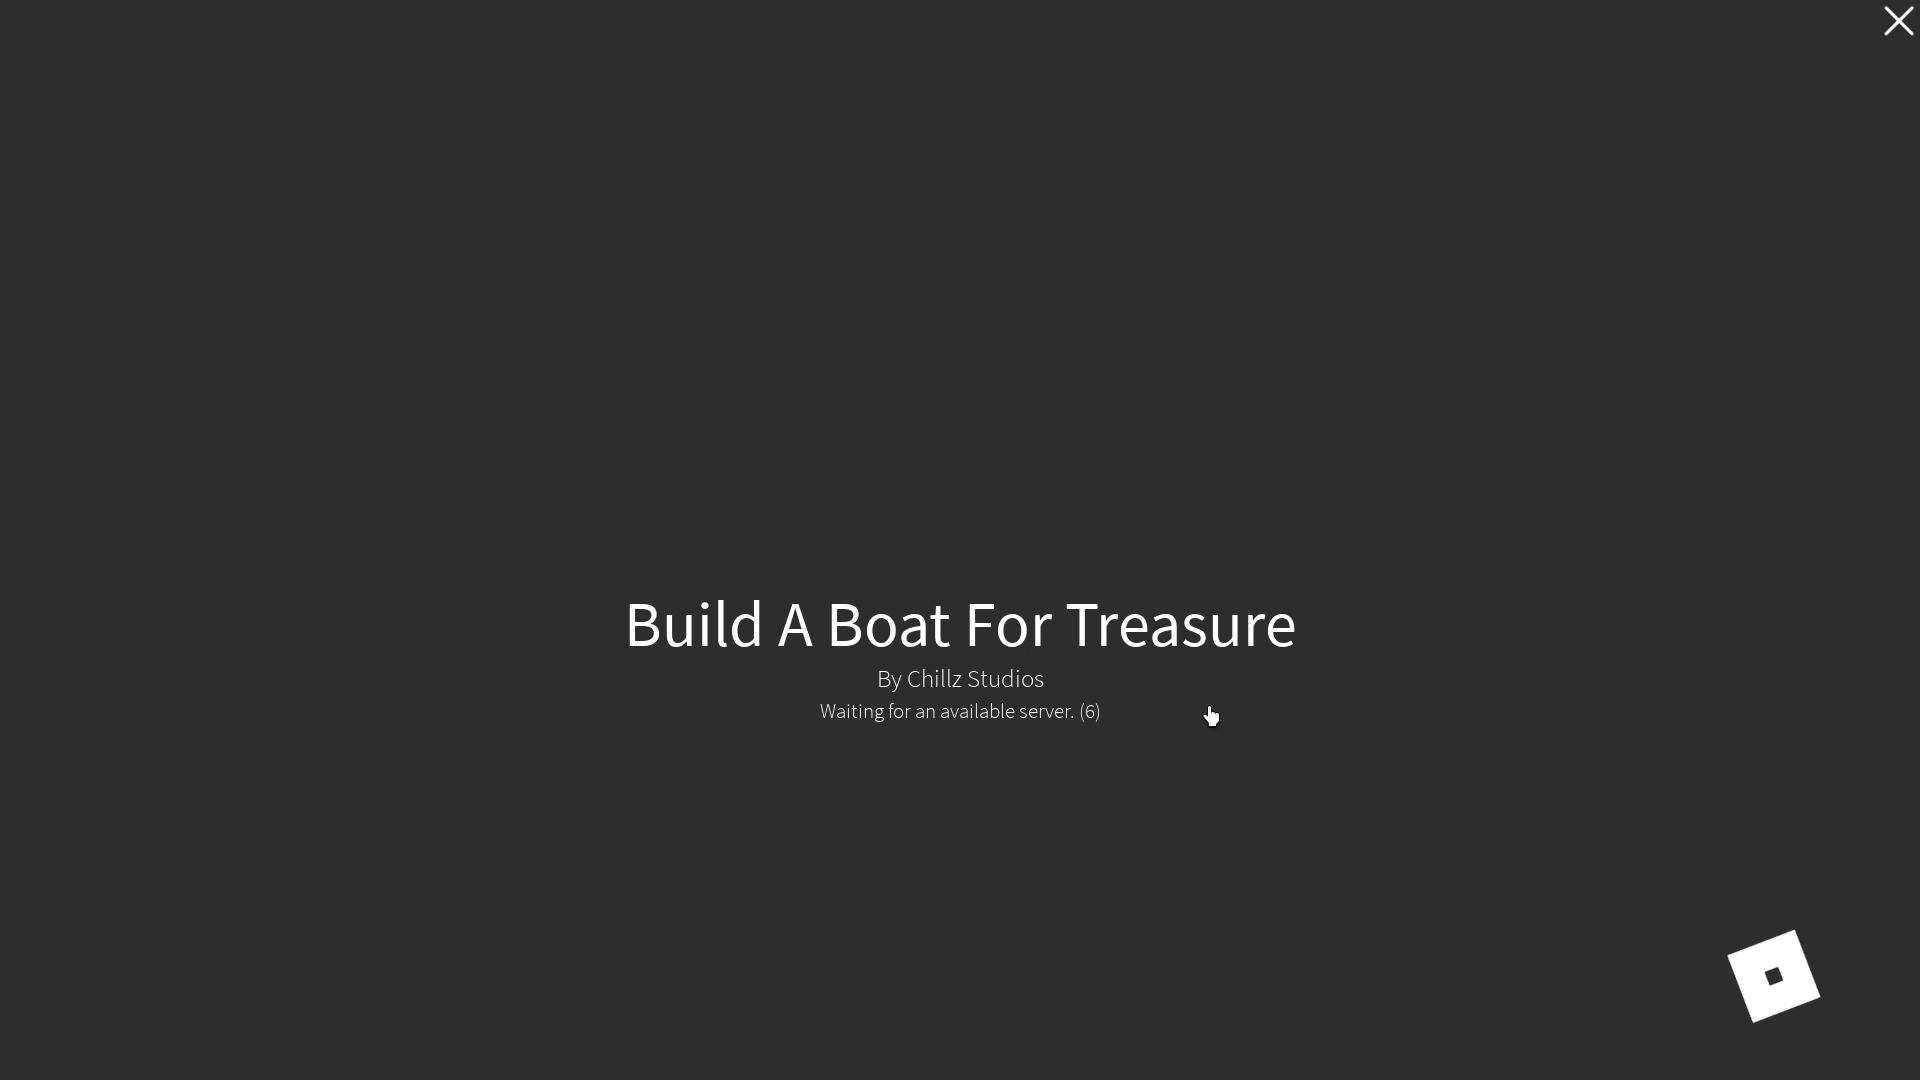 Build A Boat For Treasure
By Chillz Studios
Waiting for an available server. (6)